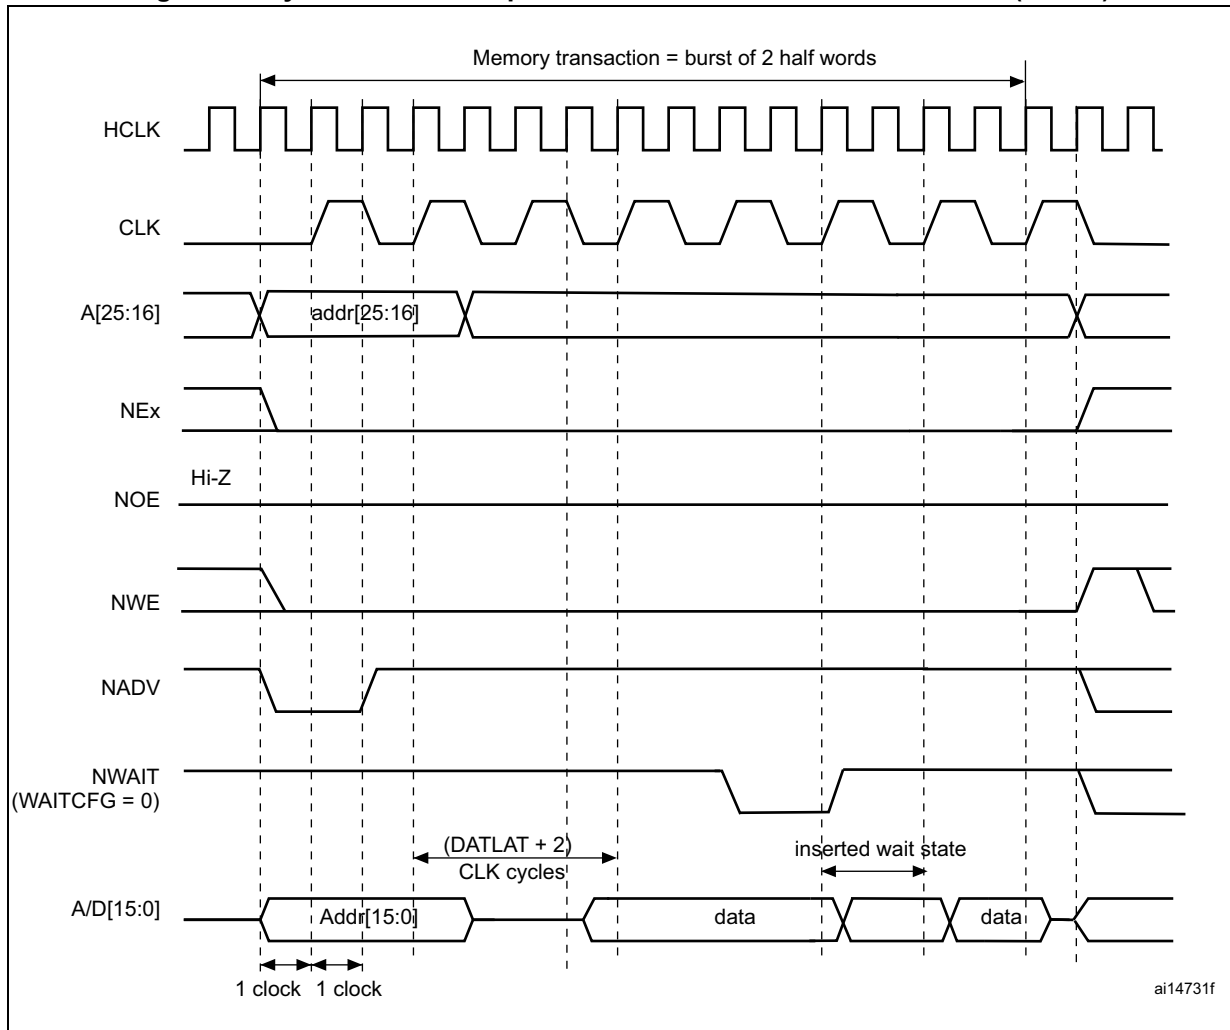 Memory transaction = burst of 2 half words
HCLK
CLK
A[25:16]
addr[25:16]
NEx
Hi-Z
NOE
NWE
NADV
NWAIT
(WAITCFG = 0)
(DATLAT + 2)
CLK cycles
inserted wait state
A/D[15:0]
Addr[15:0]
data
data
1 clock 1 clock
ai14731f